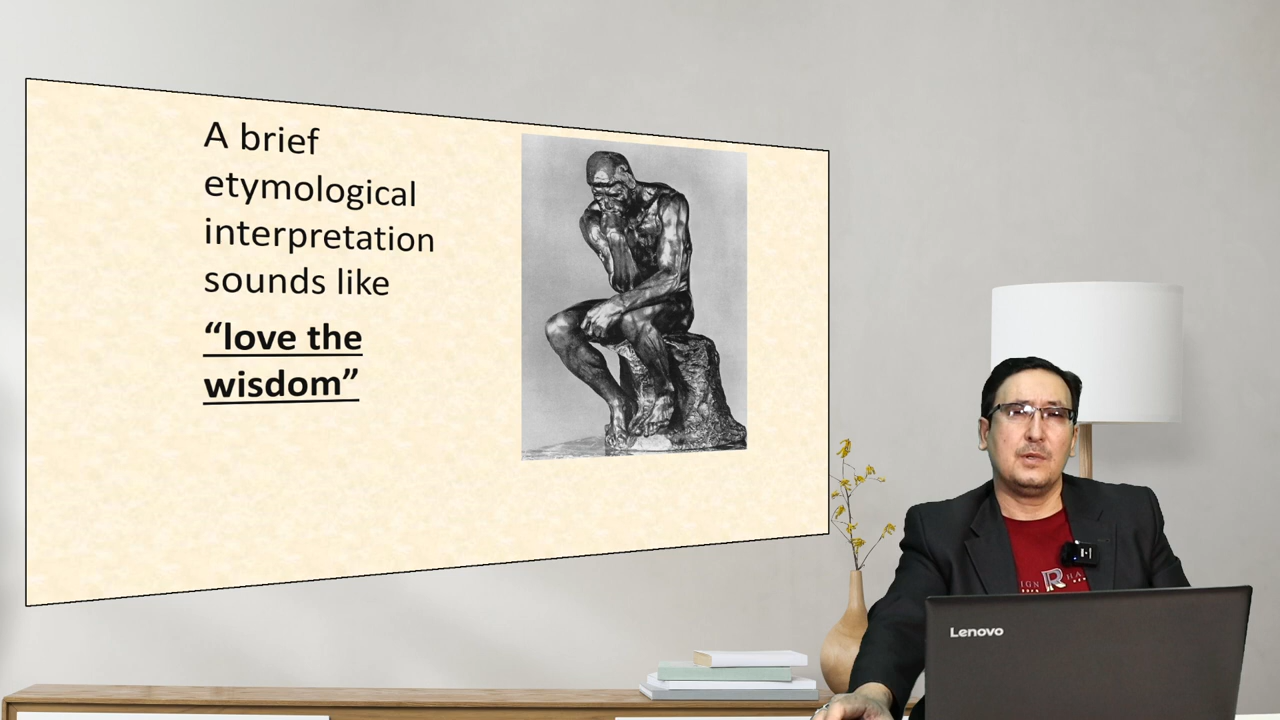 A brief
etymological
interpretation
sounds like
“love the
wisdom”
R
Lenovo